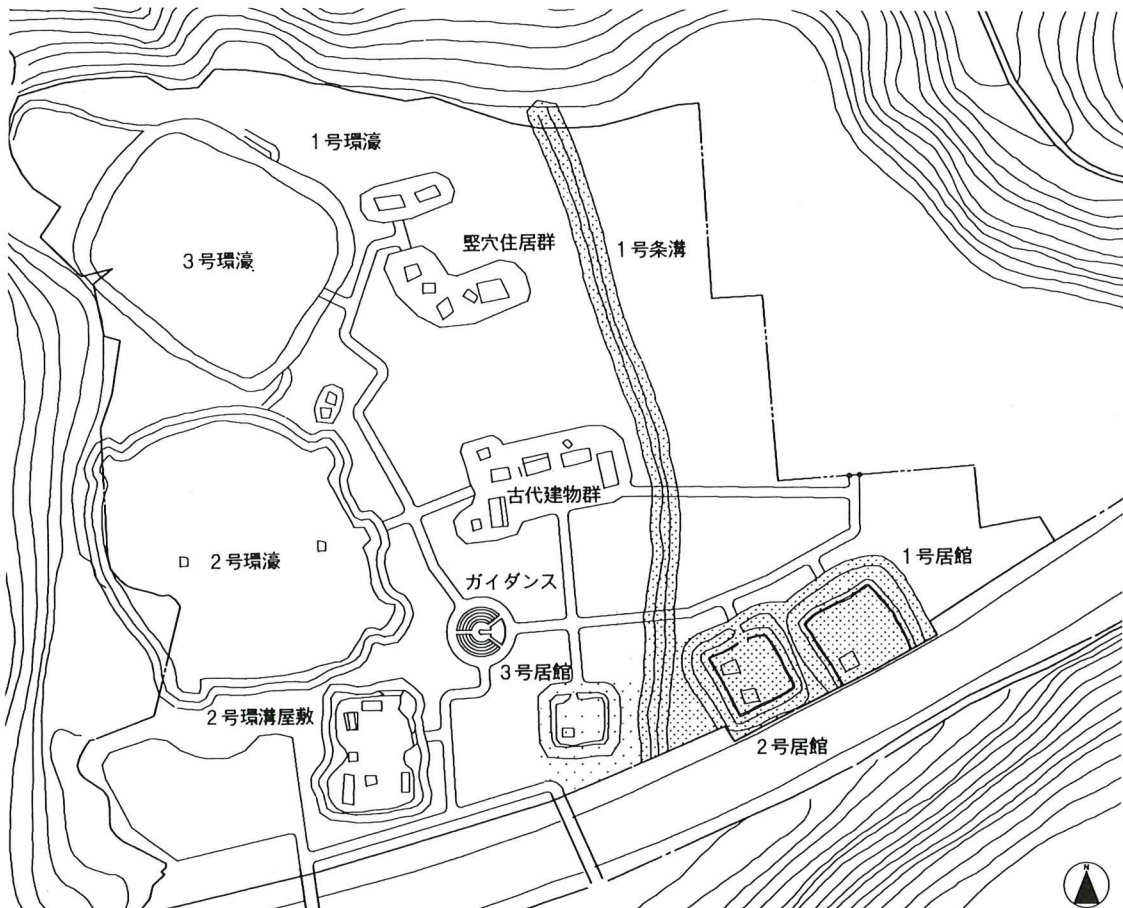 1号環濠
竪穴住居群
1号条溝
3号環濠
古代建物群
2号環濠
ガイダンス
1号居館
3号居館
2号環溝屋敷
2号居館
N